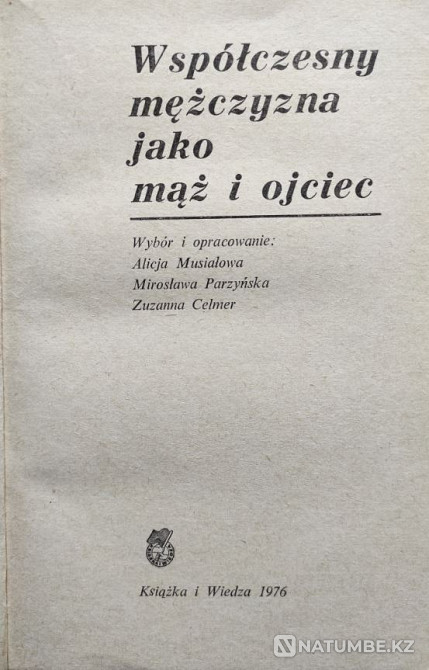 Współczesny
mężczyzna
jako
mąż i ojciec
Wybór i opracowanie:
Alicja Musiałowa
Mirosława Parzyńska
Zuzanna Celmer
Książka i Wiedza 1976
NATUMBE.KZ